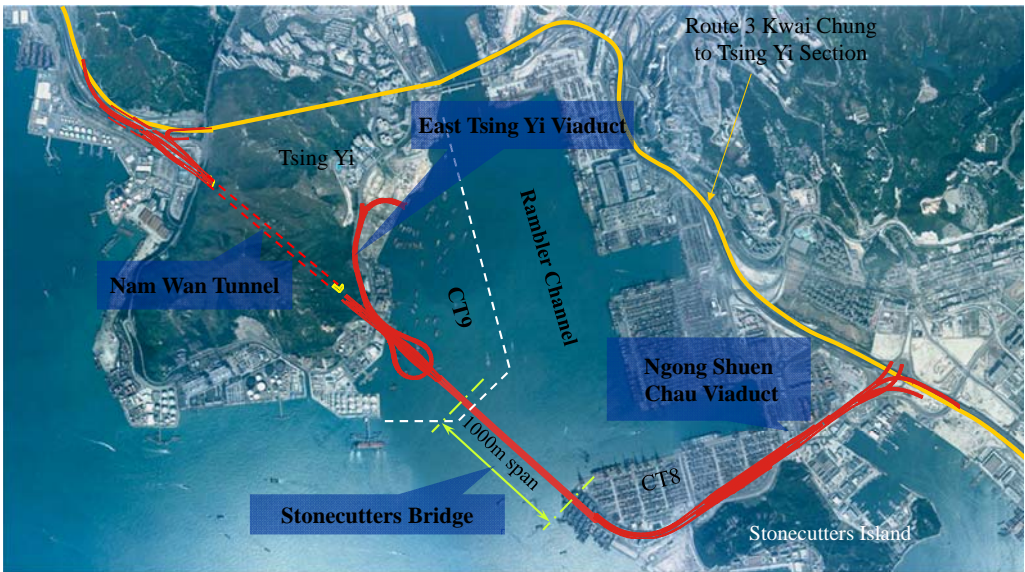 Route 3 Kwai Chung
to Tsing Yi Section
East Tsing Yi Viaduct
Tsing Yi
Rambler Channel
Nam Wan Tunnel
CT9
Ngong Shuen
Chau Viaduct
1000m span
CT8
Stonecutters Bridge
Stonecutters Island